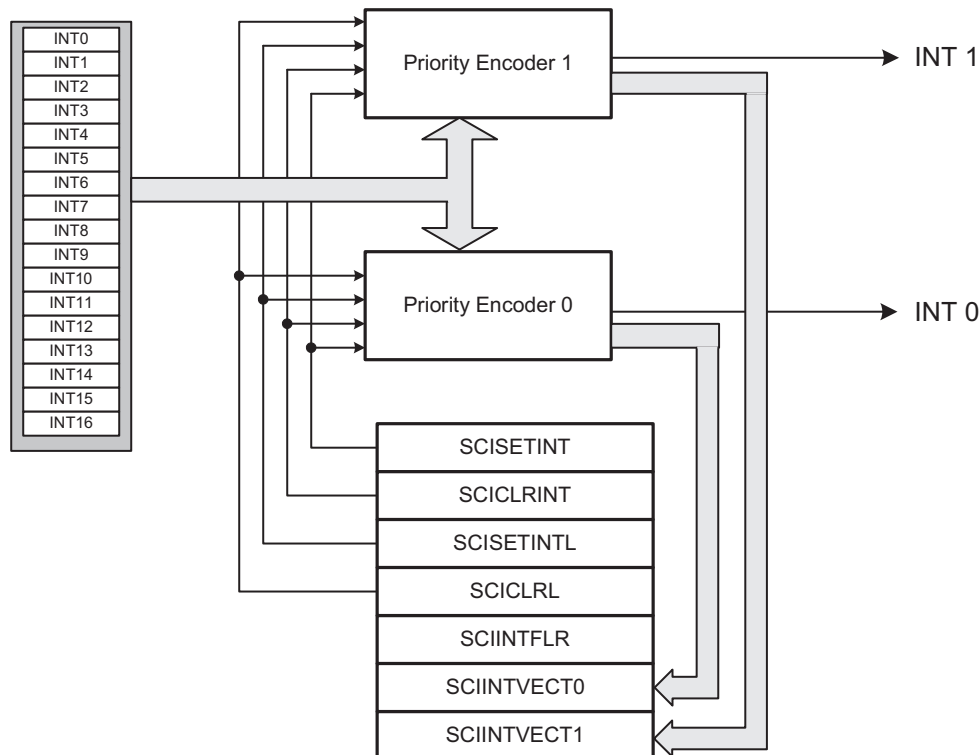 INT0
INT1
INT2
INT3
INT4
INT5
INT6
INT7
INT8
INT9
INT10
INT11
INT12
INT13
INT14
INT15
INT16
Priority Encoder 1
INT 1
Priority Encoder 0
INT 0
SCISETINT
SCICLRINT
SCISETINTL
SCICLRL
SCIINTFLR
SCIINTVECT0
SCIINTVECT1